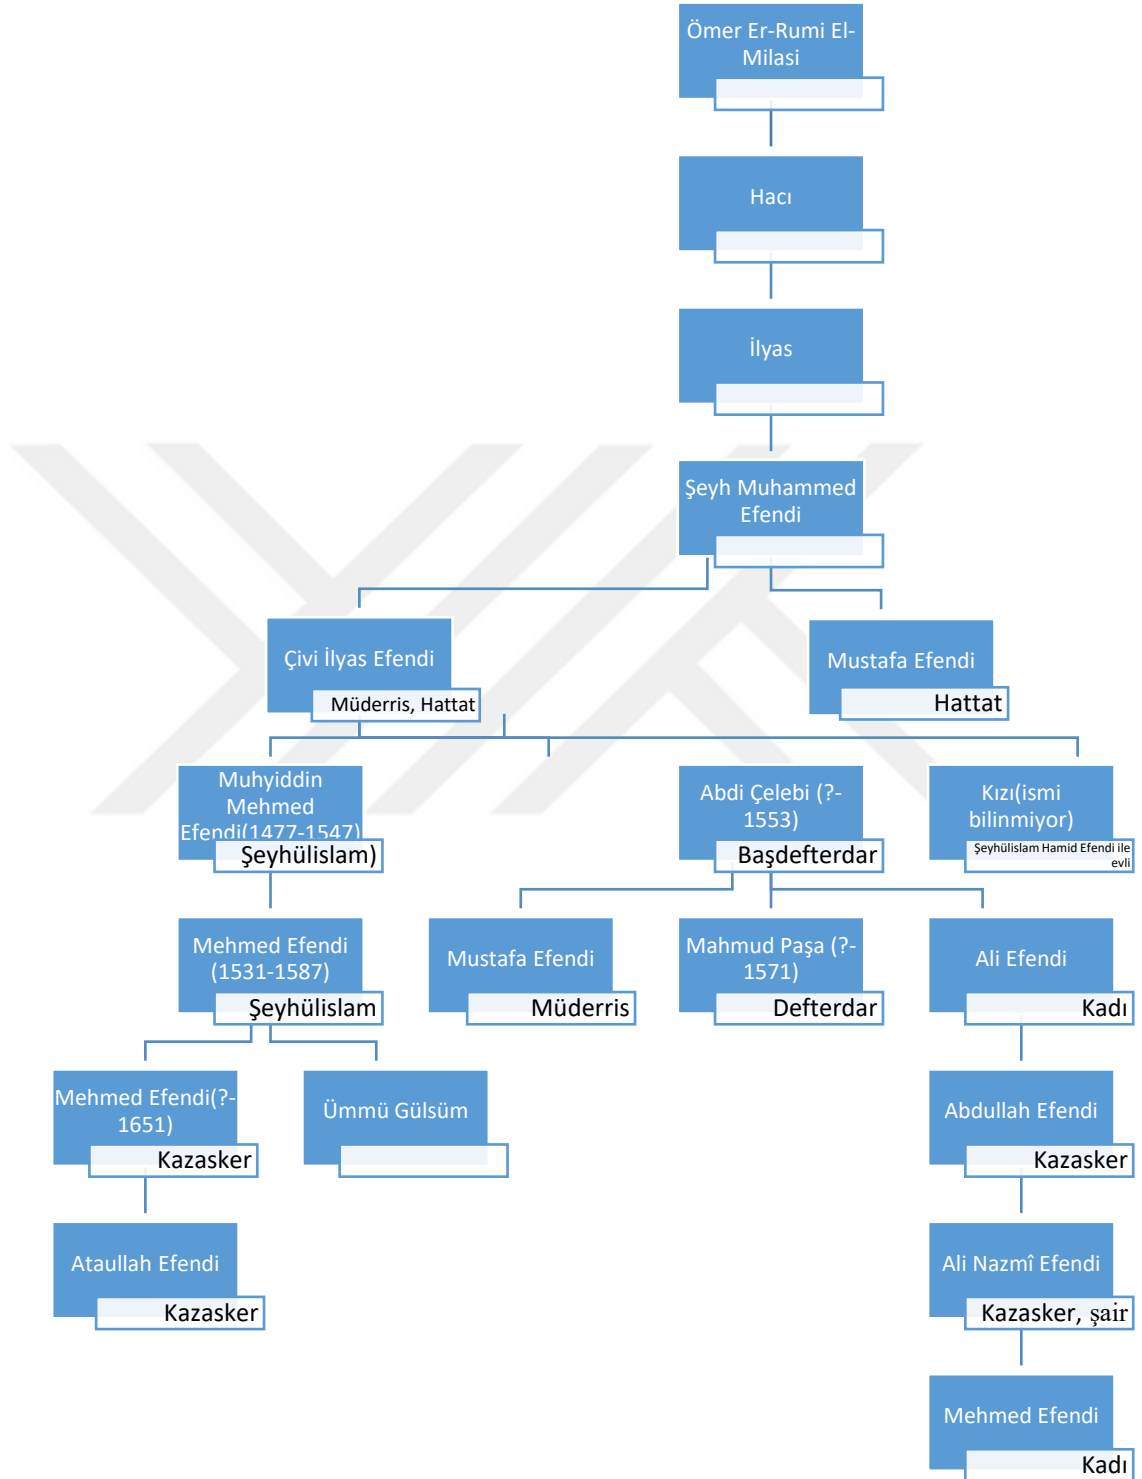 Ömer Er-Rumi El-
Milasi
Hacı
İlyas
Şeyh Muhammed
Efendi
Çivi İlyas Efendi
Müderris, Hattat
Mustafa Efendi
Hattat
Muhyiddin
Mehmed
Efendi(1477-1547)
Şeyhülislam)
Abdi Çelebi (?-
1553)
Başdefterdar
Kızı(ismi
bilinmiyor)
Şeyhülislam Hamid Efendi ile
evli
Mehmed Efendi
(1531-1587)
Şeyhülislam
Mustafa Efendi
Müderris
Mahmud Paşa (?-
1571)
Defterdar
Ali Efendi
Kadı
Mehmed Efendi(?-
1651)
Kazasker
Ümmü Gülsüm
Abdullah Efendi
Kazasker
Ataullah Efendi
Kazasker
Ali Nazmî Efendi
Kazasker, şair
Mehmed Efendi
Kadı